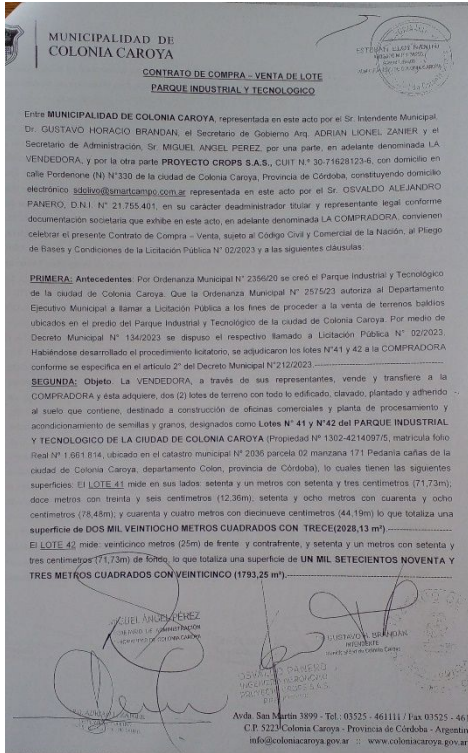 MUNICIPALIDAD DE
COLONIA CAROYA
CONTRATO DE COMPRA – VENTA DE LOTE
PARQUE INDUSTRIAL Y TECNOLOGICO
Entre MUNICIPALIDAD DE COLONIA CAROYA, representada en este acto por el Sr. Intendente Municipal,
Dr. GUSTAVO HORACIO BRANDAN, el Secretario de Gobierno Arq. ADRIAN LIONEL ZANIER y el
Secretario de Administración, Sr. MIGUEL ANGEL PEREZ, por una parte, en adelante denominada LA
VENDEDORA, y por la otra parte PROYECTO CROPS S.A.S., CUIT N.º 30-71628123-6, con domicilio en
calle Pordenone (N) N°330 de la ciudad de Colonia Caroya, Provincia de Córdoba, constituyendo domicilio
electrónico sdelivo@smartcampo.com.ar representada en este acto por el Sr. OSVALDO ALEJANDRO
PANERO, D.N.I. N° 21.755.401, en su carácter deadministrador titular y representante legal conforme
documentación societaria que exhibe en este acto, en adelante denominada LA COMPRADORA, convienen
celebrar el presente Contrato de Compra – Venta, sujeto al Código Civil y Comercial de la Nación, al Pliego
de Bases y Condiciones de la Licitación Pública N° 02/2023 y a las siguientes cláusulas:
PRIMERA: Antecedentes: Por Ordenanza Municipal N° 2356/20 se creó el Parque Industrial y Tecnológico
de la ciudad de Colonia Caroya. Que la Ordenanza Municipal N° 2575/23 autoriza al Departamento
Ejecutivo Municipal a llamar a Licitación Pública a los fines de proceder a la venta de terrenos baldíos
ubicados en el predio del Parque Industrial y Tecnológico de la ciudad de Colonia Caroya. Por medio de
Decreto Municipal N° 134/2023 se dispuso el respectivo llamado a Licitación Pública N° 02/2023.
Habiéndose desarrollado el procedimiento licitatorio, se adjudicaron los lotes N°41 y 42 a la COMPRADORA
conforme se especifica en el artículo 2° del Decreto Municipal N°212/2023.
SEGUNDA: Objeto. La VENDEDORA, a través de sus representantes, vende y transfiere a la
COMPRADORA y ésta adquiere, dos (2) lotes de terreno con todo lo edificado, clavado, plantado y adherido
al suelo que contiene, destinado a construcción de oficinas comerciales y planta de procesamiento y
acondicionamiento de semillas y granos, designados como Lotes N° 41 y N°42 del PARQUE INDUSTRIAL
Y TECNOLOGICO DE LA CIUDAD DE COLONIA CAROYA (Propiedad Nº 1302-4214097/5, matrícula folio
Real Nº 1.661.814, ubicado en el catastro municipal Nº 2036 parcela 02 manzana 171 Pedanía cañas de la
ciudad de Colonia Caroya, departamento Colon, provincia de Córdoba), lo cuales tienen las siguientes
superficies: El LOTE 41 mide en sus lados: setenta y un metros con setenta y tres centímetros (71,73m);
doce metros con treinta y seis centímetros (12,36m); setenta y ocho metros con cuarenta y ocho
centímetros (78,48m); y cuarenta y cuatro metros con diecinueve centímetros (44,19m) lo que totaliza una
superficie de DOS MIL VEINTIOCHO METROS CUADRADOS CON TRECE(2028,13 m²).
El LOTE 42 mide: veinticinco metros (25m) de frente y contrafrente, y setenta y un metros con setenta y
tres centímetros (71,73m) de fondo, lo que totaliza una superficie de UN MIL SETECIENTOS NOVENTA Y
TRES METROS CUADRADOS CON VEINTICINCO (1793,25 m²).
MIGUEL ANGEL PEREZ
GUSTAVO H. BRANDAN
INTENDENTE
OSVALDO PANERO
INGENIERO AGRONOMO
Avda. San Martín 3899 - Tel.: 03525 - 461111 / Fax 03525 - 461
C.P. 5223 Colonia Caroya - Provincia de Córdoba - Argentin
info@coloniacaroya.gov.ar :: www.coloniacaroya.gov.ar